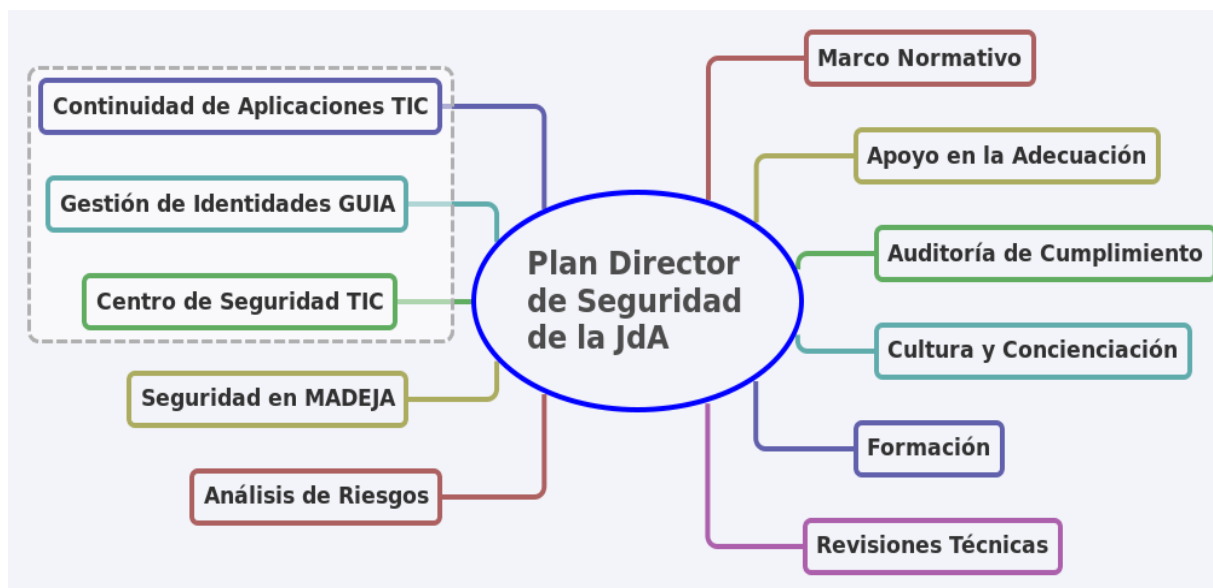 Marco Normativo
Continuidad de Aplicaciones TIC
Apoyo en la Adecuación
Gestión de Identidades GUIA
Auditoría de Cumplimiento
Plan Director
de Seguridad
de la JdA
Centro de Seguridad TIC
Cultura y Concienciación
Seguridad en MADEJA
Formación
Análisis de Riesgos
Revisiones Técnicas